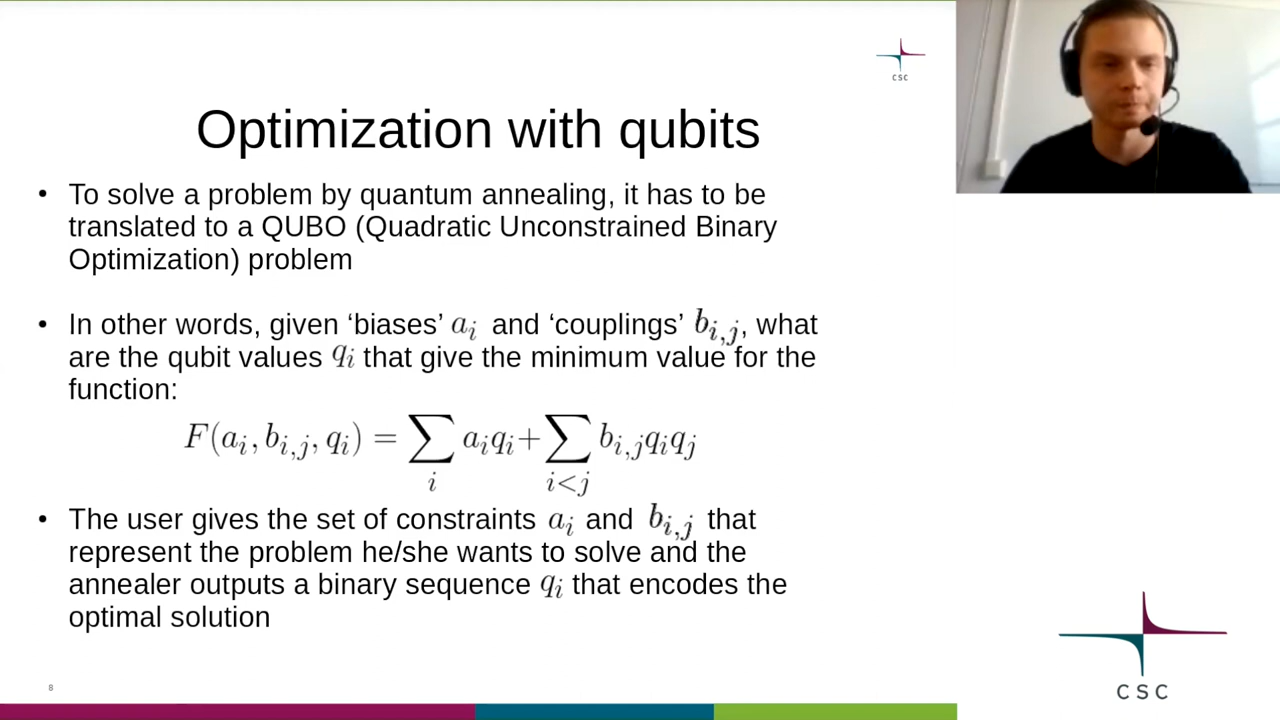 CSC
Optimization with qubits
• To solve a problem by quantum annealing, it has to be
translated to a QUBO (Quadratic Unconstrained Binary
Optimization) problem
• In other words, given ‘biases’ a_i and ‘couplings’ b_{i,j}, what
are the qubit values q_i that give the minimum value for the
function:
F(a_i, b_{i,j}, q_i) = ∑_i a_i q_i + ∑_{i<j} b_{i,j} q_i q_j
• The user gives the set of constraints a_i and b_{i,j} that
represent the problem he/she wants to solve and the
annealer outputs a binary sequence q_i that encodes the
optimal solution
8
CSC